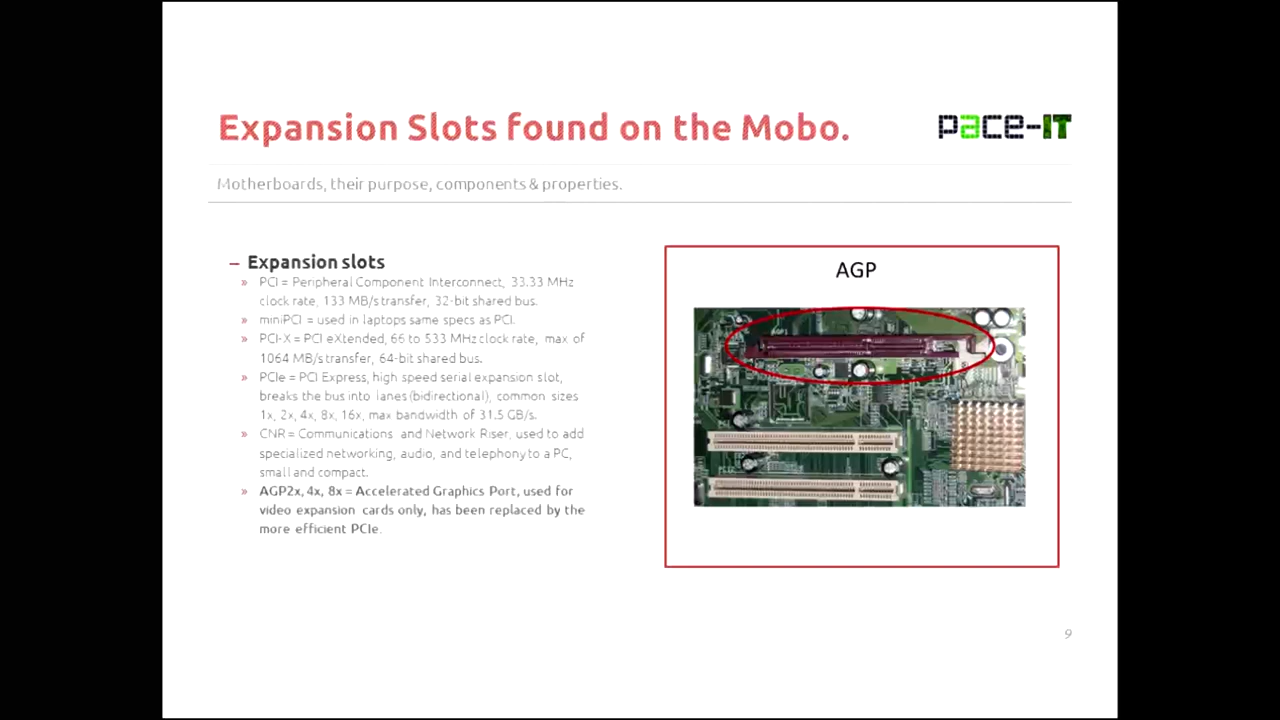 Expansion Slots found on the Mobo.
pace-IT
Motherboards, their purpose, components & properties.
– Expansion slots
» PCI = Peripheral Component Interconnect, 33.33 MHz
clock rate, 133 MB/s transfer, 32-bit shared bus.
» miniPCI = used in laptops same specs as PCI.
» PCI-X = PCI eXtended, 66 to 533 MHz clock rate, max of
1064 MB/s transfer, 64-bit shared bus.
» PCIe = PCI Express, high speed serial expansion slot,
breaks the bus into lanes (bidirectional), common sizes
1x, 2x, 4x, 8x, 16x, max bandwidth of 31.5 GB/s.
» CNR = Communications and Network Riser, used to add
specialized networking, audio, and telephony to a PC,
small and compact.
» AGP2x, 4x, 8x = Accelerated Graphics Port, used for
video expansion cards only, has been replaced by the
more efficient PCIe.
AGP
9